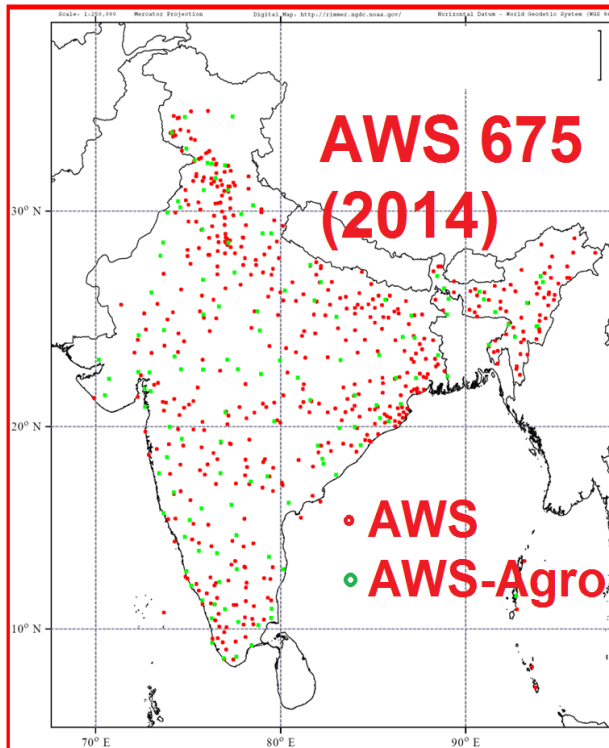 Scale: 1:250,000 Mercator Projection Digital Map: http://rimmer.ngdc.noaa.gov/ Horizontal Datum - World Geodetic System (WGS
AWS 675
(2014)
30° N
20° N
AWS
AWS-Agro
10° N
70° E 80° E 90° E